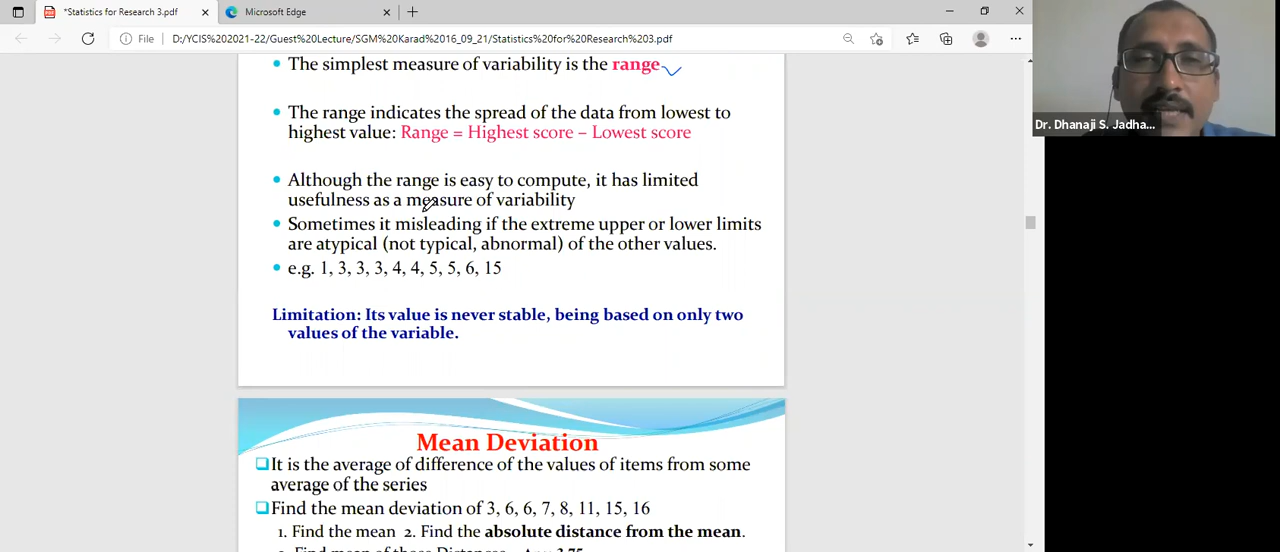 *Statistics for Research 3.pdf
Microsoft Edge
File
D:/YCIS%202021-22/Guest%20Lecture/SGM%20Karad%2016_09_21/Statistics%20for%20Research%203.pdf
• The simplest measure of variability is the range
• The range indicates the spread of the data from lowest to
highest value: Range = Highest score – Lowest score
• Although the range is easy to compute, it has limited
usefulness as a measure of variability
• Sometimes it misleading if the extreme upper or lower limits
are atypical (not typical, abnormal) of the other values.
• e.g. 1, 3, 3, 3, 4, 4, 5, 5, 6, 15
Limitation: Its value is never stable, being based on only two
values of the variable.
Mean Deviation
It is the average of difference of the values of items from some
average of the series
Find the mean deviation of 3, 6, 6, 7, 8, 11, 15, 16
1. Find the mean 2. Find the absolute distance from the mean.
3. Find mean of those Distances
Dr. Dhanaji S. Jadha...